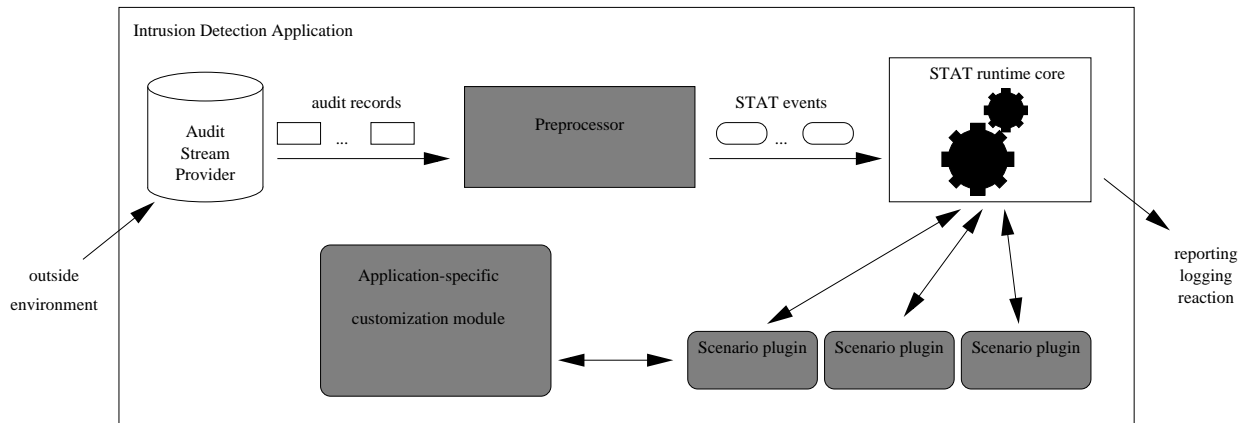 Intrusion Detection Application
Audit
Stream
Provider
audit records
...
Preprocessor
STAT events
...
STAT runtime core
outside
environment
Application-specific
customization module
Scenario plugin
Scenario plugin
Scenario plugin
reporting
logging
reaction